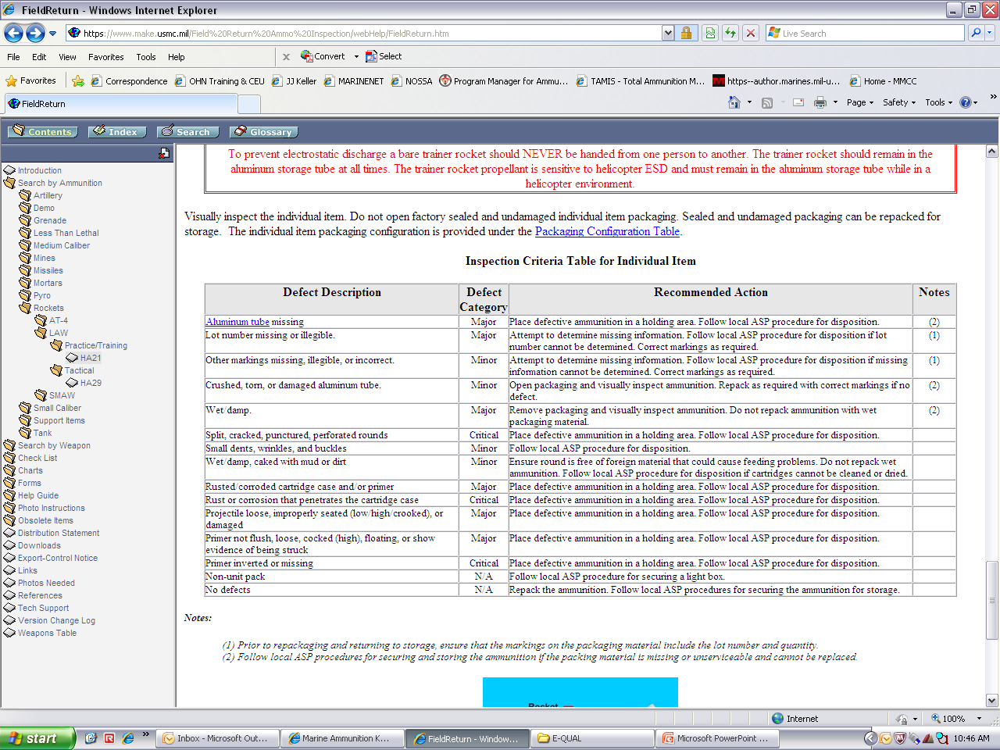 FieldReturn - Windows Internet Explorer
https://www.make.usmc.mil/Field%20Return%20Ammo%20Inspection/webHelp/FieldReturn.htm
Live Search
File Edit View Favorites Tools Help
x Convert Select
Favorites Correspondence OHN Training & CEU JJ Keller MARINENET NOSSA Program Manager for Ammu... TAMIS - Total Ammunition M... https--author.marines.mil-u... Home - MMCC
FieldReturn
Page Safety Tools
Contents Index Search Glossary
Introduction
Search by Ammunition
Artillery
Demo
Grenade
Less Than Lethal
Medium Caliber
Mines
Missiles
Mortars
Pyro
Rockets
AT-4
LAW
Practice/Training
HA21
Tactical
HA29
SMAW
Small Caliber
Support Items
Tank
Search by Weapon
Check List
Charts
Forms
Help Guide
Photo Instructions
Obsolete Items
Distribution Statement
Downloads
Export-Control Notice
Links
Photos Needed
References
Tech Support
Version Change Log
Weapons Table
To prevent electrostatic discharge a bare trainer rocket should NEVER be handed from one person to another. The trainer rocket should remain in the
aluminum storage tube at all times. The trainer rocket propellant is sensitive to helicopter ESD and must remain in the aluminum storage tube while in a
helicopter environment.
Visually inspect the individual item. Do not open factory sealed and undamaged individual item packaging. Sealed and undamaged packaging can be repacked for
storage. The individual item packaging configuration is provided under the Packaging Configuration Table.
Inspection Criteria Table for Individual Item
Defect Description Defect Category Recommended Action Notes
Aluminum tube missing Major Place defective ammunition in a holding area. Follow local ASP procedure for disposition. (2)
Lot number missing or illegible. Major Attempt to determine missing information. Follow local ASP procedure for disposition if lot (1)
number cannot be determined. Correct markings as required.
Other markings missing, illegible, or incorrect. Minor Attempt to determine missing information. Follow local ASP procedure for disposition if missing (1)
information cannot be determined. Correct markings as required.
Crushed, torn, or damaged aluminum tube. Minor Open packaging and visually inspect ammunition. Repack as required with correct markings if no (2)
defect.
Wet/damp. Major Remove packaging and visually inspect ammunition. Do not repack ammunition with wet (2)
packaging material.
Split, cracked, punctured, perforated rounds Critical Place defective ammunition in a holding area. Follow local ASP procedure for disposition.
Small dents, wrinkles, and buckles Minor Follow local ASP procedure for disposition.
Wet/damp, caked with mud or dirt Minor Ensure round is free of foreign material that could cause feeding problems. Do not repack wet
ammunition. Follow local ASP procedure for disposition if cartridges cannot be cleaned or dried.
Rusted/corroded cartridge case and/or primer Major Place defective ammunition in a holding area. Follow local ASP procedure for disposition.
Rust or corrosion that penetrates the cartridge case Critical Place defective ammunition in a holding area. Follow local ASP procedure for disposition.
Projectile loose, improperly seated (low/high/crooked), or Major Place defective ammunition in a holding area. Follow local ASP procedure for disposition.
damaged
Primer not flush, loose, cocked (high), floating, or show Major Place defective ammunition in a holding area. Follow local ASP procedure for disposition.
evidence of being struck
Primer inverted or missing Critical Place defective ammunition in a holding area. Follow local ASP procedure for disposition.
Non-unit pack N/A Follow local ASP procedure for securing a light box.
No defects N/A Repack the ammunition. Follow local ASP procedures for securing the ammunition for storage.
Notes:
(1) Prior to repackaging and returning to storage, ensure that the markings on the packaging material include the lot number and quantity.
(2) Follow local ASP procedures for securing and storing the ammunition if the packing material is missing or unserviceable and cannot be replaced.
Rocket
Internet 100%
start Inbox - Microsoft Out... Marine Ammunition K... FieldReturn - Window... E-QUAL Microsoft PowerPoint ... 10:46 AM